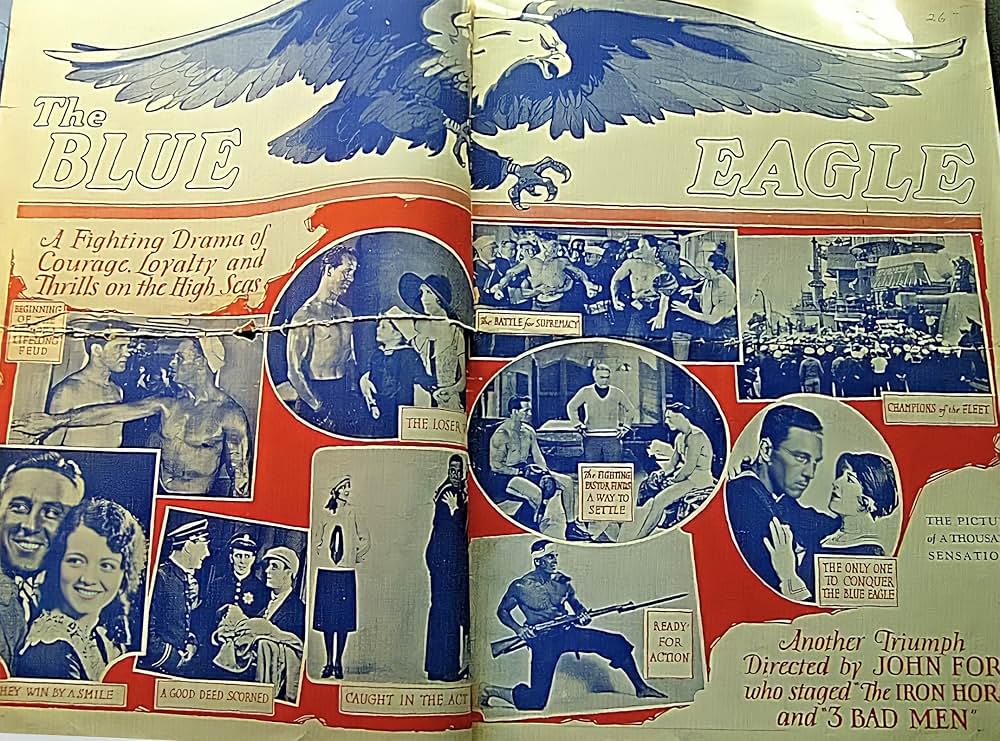 26
The
BLUE
EAGLE
A Fighting Drama of
Courage, Loyalty and
Thrills on the High Seas
BEGINNING
OF
LIFELONG
FEUD
THE LOSER
The BATTLE for SUPREMACY
CHAMPIONS of the FLEET
The FIGHTING
PASTOR FINDS
A WAY TO
SETTLE
THE ONLY ONE
TO CONQUER
THE BLUE EAGLE
THE PICTU
of A THOUSA
SENSATIO
READY
FOR
ACTION
HEY WIN BY A SMILE
A GOOD DEED SCORNED
CAUGHT IN THE ACT
Another Triumph
Directed by JOHN FOR
who staged "The IRON HOR
and "3 BAD MEN"